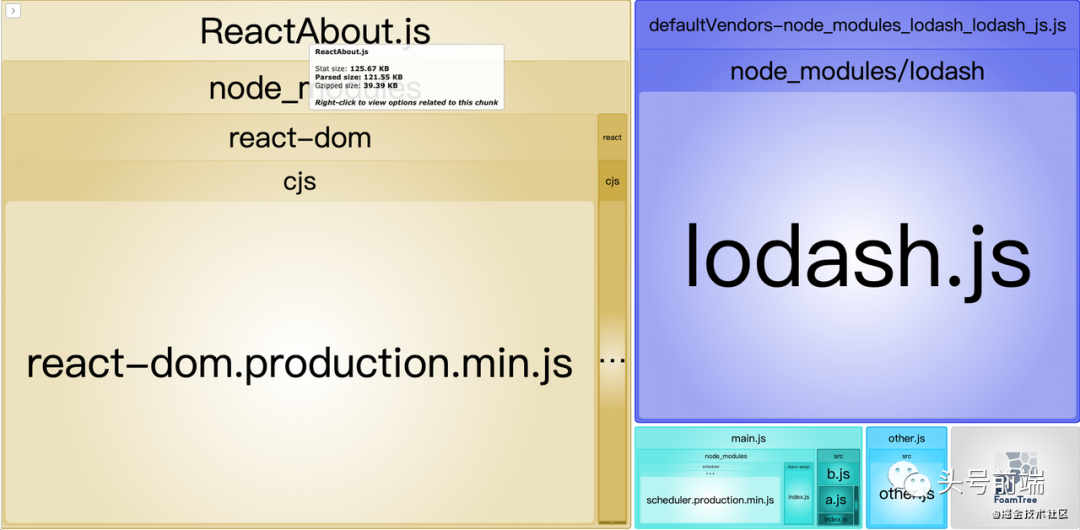 ReactAbout.js
ReactAbout.js
Stat size: 125.67 KB
Parsed size: 121.55 KB
Gzipped size: 39.39 KB
Right-click to view options related to this chunk
node_modules
react-dom
react
cjs
cjs
react-dom.production.min.js
...
defaultVendors-node_modules_lodash_lodash_js.js
node_modules/lodash
lodash.js
main.js
node_modules
scheduler
...
scheduler.production.min.js
object-assign
index.js
src
b.js
a.js
index.js
other.js
src
other.js
头号前端
FoamTree
@掘金技术社区